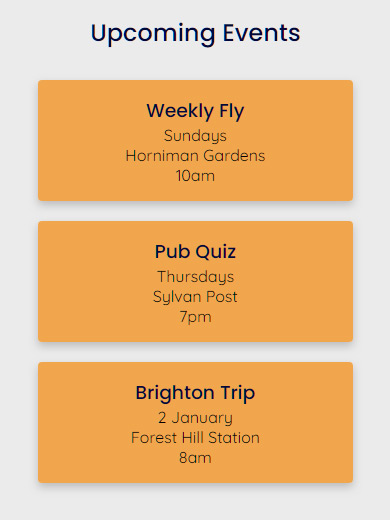 Upcoming Events
Weekly Fly
Sundays
Horniman Gardens
10am
Pub Quiz
Thursdays
Sylvan Post
7pm
Brighton Trip
2 January
Forest Hill Station
8am